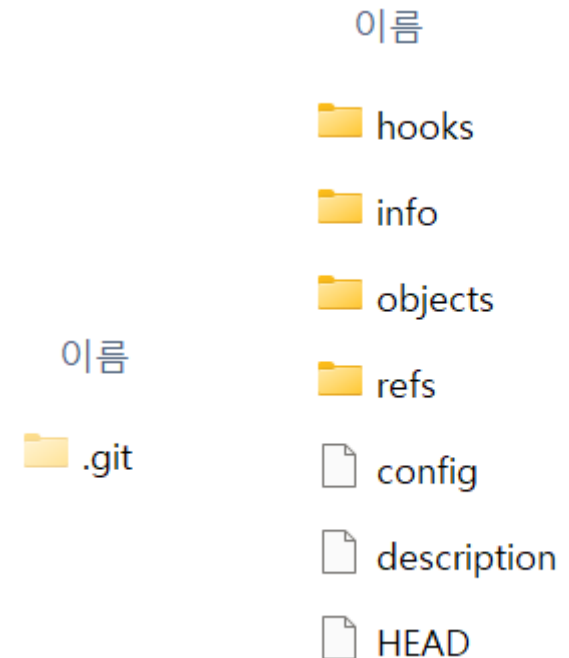 이름
.git
이름
hooks
info
objects
refs
config
description
HEAD